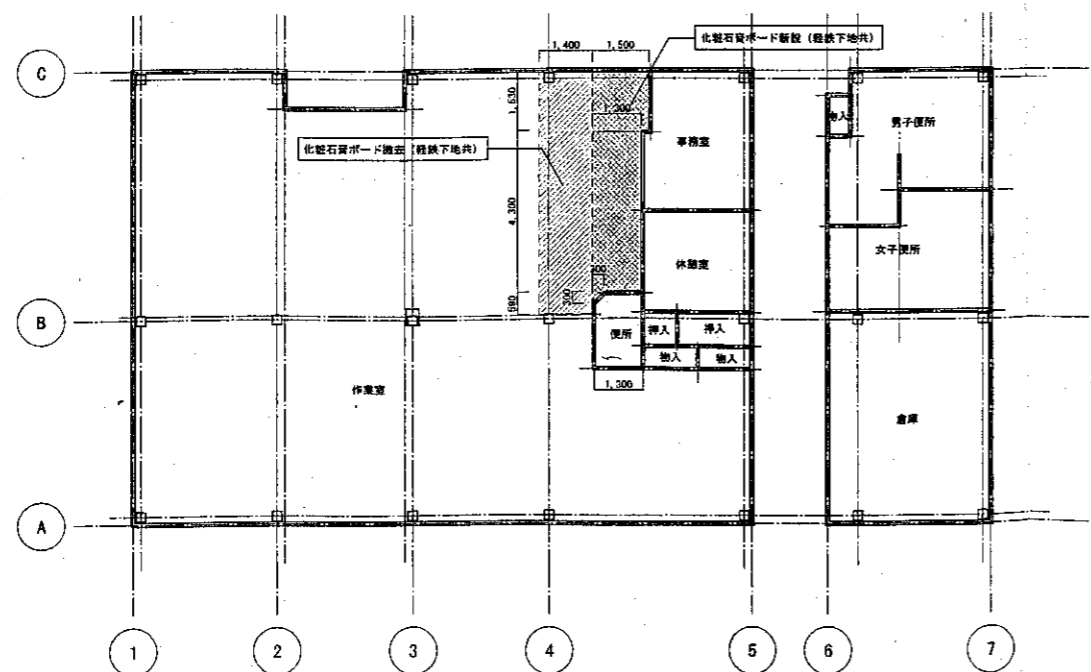 化粧石膏ボード新設(軽鉄下地共)
1,400
1,500
C
1,530
1,300
物入
男子便所
事務室
化粧石膏ボード撤去(軽鉄下地共)
4,300
女子便所
休憩室
300
300
B
便所
押入
押入
物入
物入
1,300
作業室
倉庫
A
1
2
3
4
5
6
7